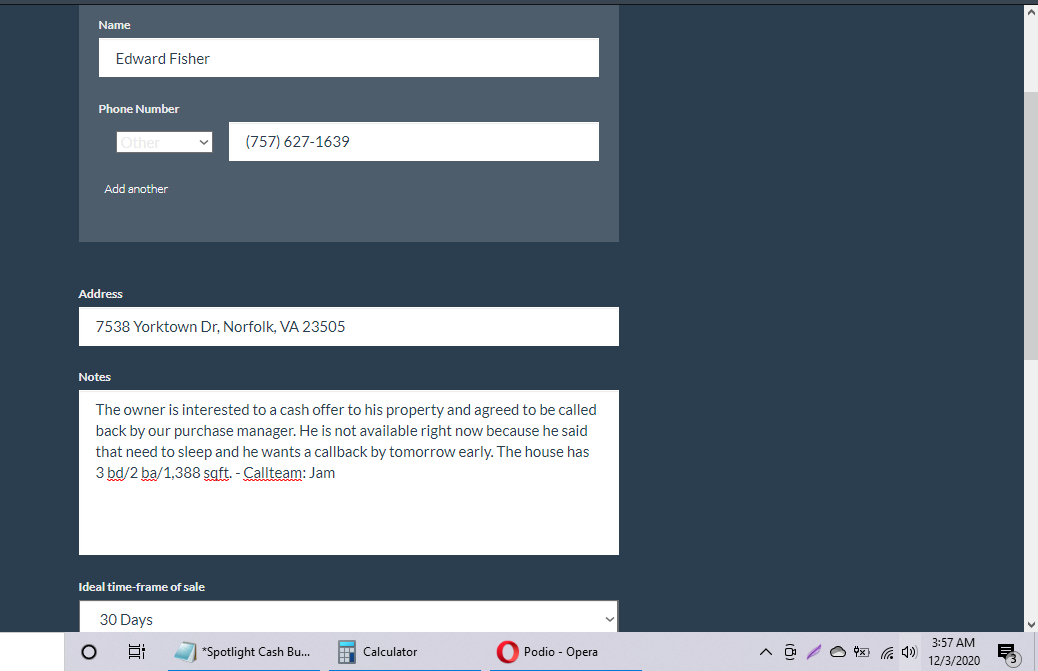 Name
Edward Fisher
Phone Number
Other
(757) 627-1639
Add another
Address
7538 Yorktown Dr, Norfolk, VA 23505
Notes
The owner is interested to a cash offer to his property and agreed to be called
back by our purchase manager. He is not available right now because he said
that need to sleep and he wants a callback by tomorrow early. The house has
3 bd/2 ba/1,388 sqft. - Callteam: Jam
Ideal time-frame of sale
30 Days
*Spotlight Cash Bu...
Calculator
Podio - Opera
3:57 AM
12/3/2020
3